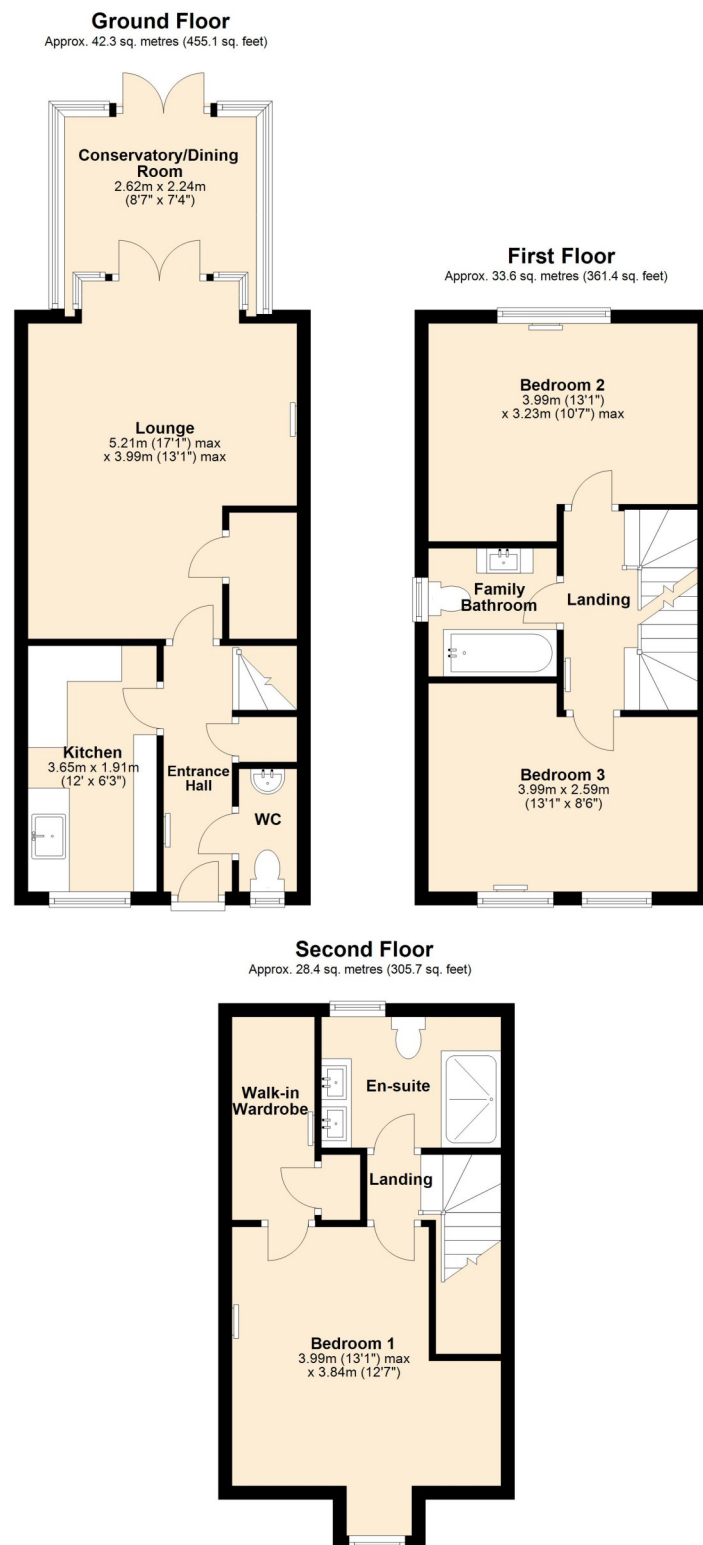 Ground Floor
Approx. 42.3 sq. metres (455.1 sq. feet)
Conservatory/Dining
Room
2.62m x 2.24m
(8'7" x 7'4")
Lounge
5.21m (17'1") max
x 3.99m (13'1") max
Kitchen
3.65m x 1.91m
(12' x 6'3")
Entrance
Hall
WC
First Floor
Approx. 33.6 sq. metres (361.4 sq. feet)
Bedroom 2
3.99m (13'1")
x 3.23m (10'7") max
Family
Bathroom
Landing
Bedroom 3
3.99m x 2.59m
(13'1" x 8'6")
Second Floor
Approx. 28.4 sq. metres (305.7 sq. feet)
Walk-in
Wardrobe
En-suite
Landing
Bedroom 1
3.99m (13'1") max
x 3.84m (12'7")